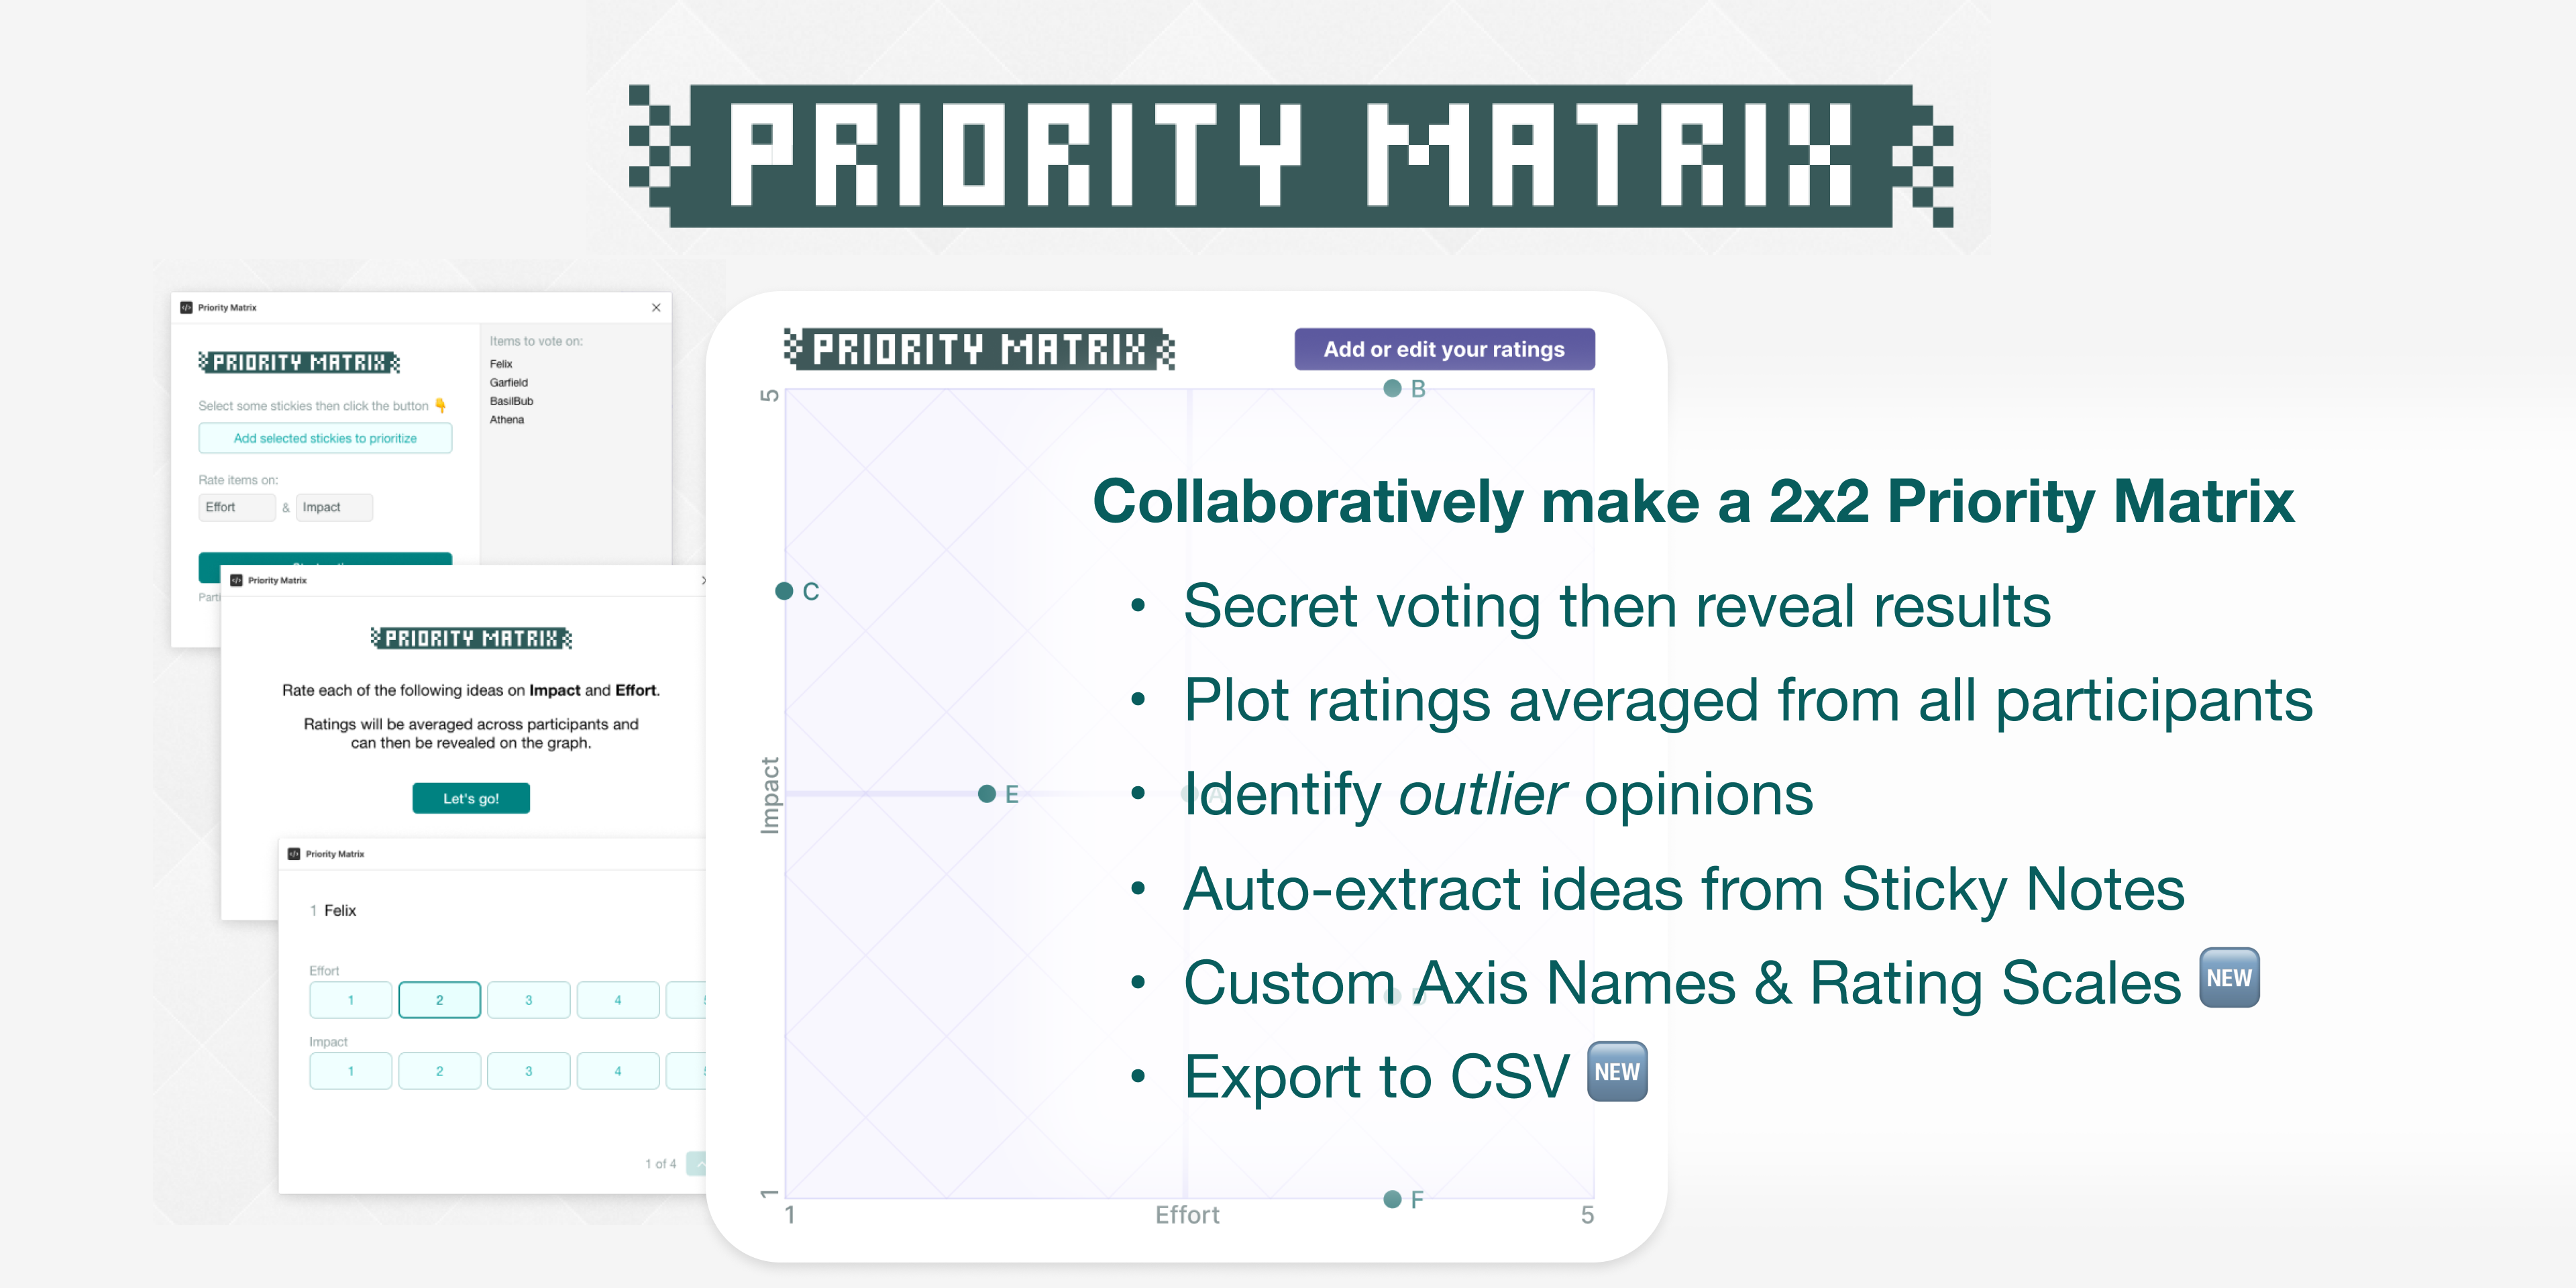 PRIORITY MATRIX
Priority Matrix
PRIORITY MATRIX
Select some stickies then click the button 👇
Add selected stickies to prioritize
Rate items on:
Effort & Impact
Items to vote on:
Felix
Garfield
BasilBub
Athena
Priority Matrix
PRIORITY MATRIX
Rate each of the following ideas on Impact and Effort.
Ratings will be averaged across participants and
can then be revealed on the graph.
Let's go!
Priority Matrix
1 Felix
Effort
1 2 3 4
Impact
1 2 3 4
1 of 4
PRIORITY MATRIX
Add or edit your ratings
5
B
C
Impact
E
A
1
F
1 Effort 5
Collaboratively make a 2x2 Priority Matrix
• Secret voting then reveal results
• Plot ratings averaged from all participants
• Identify outlier opinions
• Auto-extract ideas from Sticky Notes
• Custom Axis Names & Rating Scales 🆕
• Export to CSV 🆕